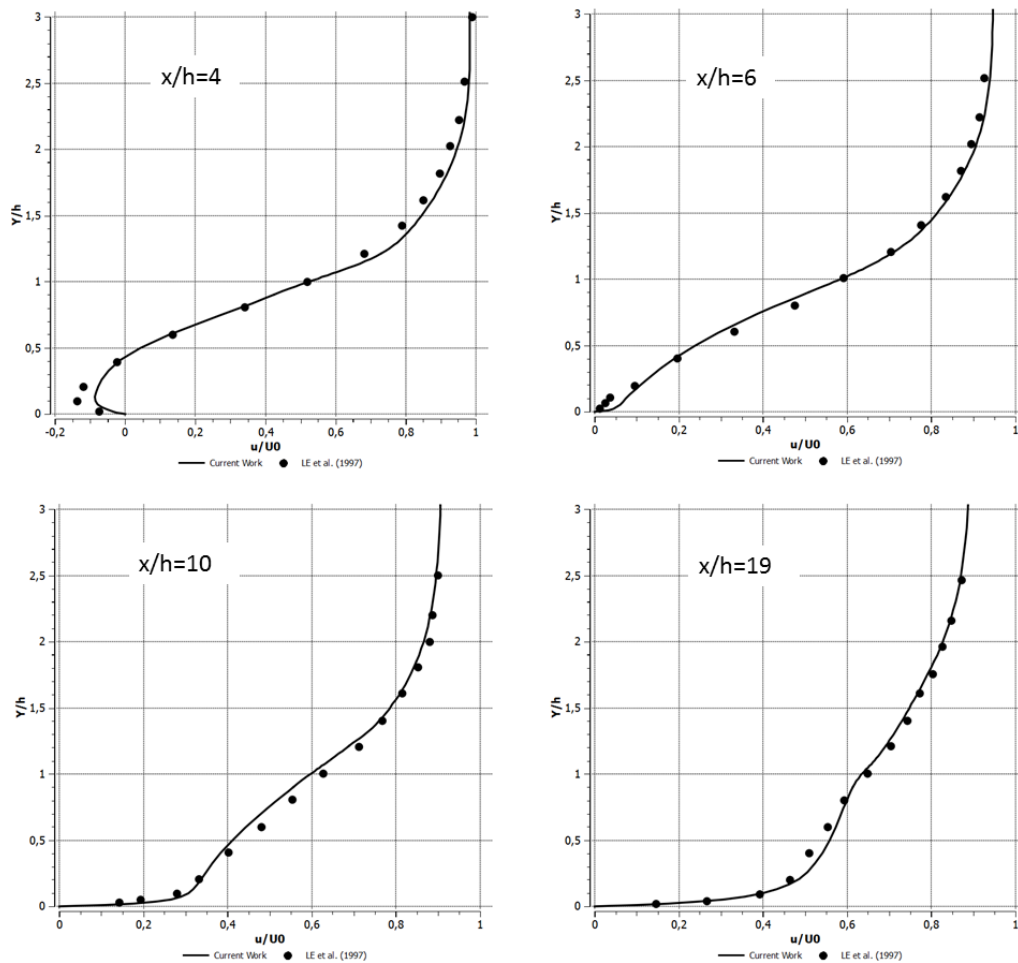 x/h=4
3
2,5
2
1,5
1
0,5
0
Y/h
-0,2
0
0,2
0,4
0,6
0,8
1
u/U0
Current Work
LE et al. (1997)
x/h=6
3
2,5
2
1,5
1
0,5
0
Y/h
0
0,2
0,4
0,6
0,8
1
u/U0
Current Work
LE et al. (1997)
x/h=10
3
2,5
2
1,5
1
0,5
0
Y/h
0
0,2
0,4
0,6
0,8
1
u/U0
Current Work
LE et al. (1997)
x/h=19
3
2,5
2
1,5
1
0,5
0
Y/h
0
0,2
0,4
0,6
0,8
1
u/U0
Current Work
LE et al. (1997)